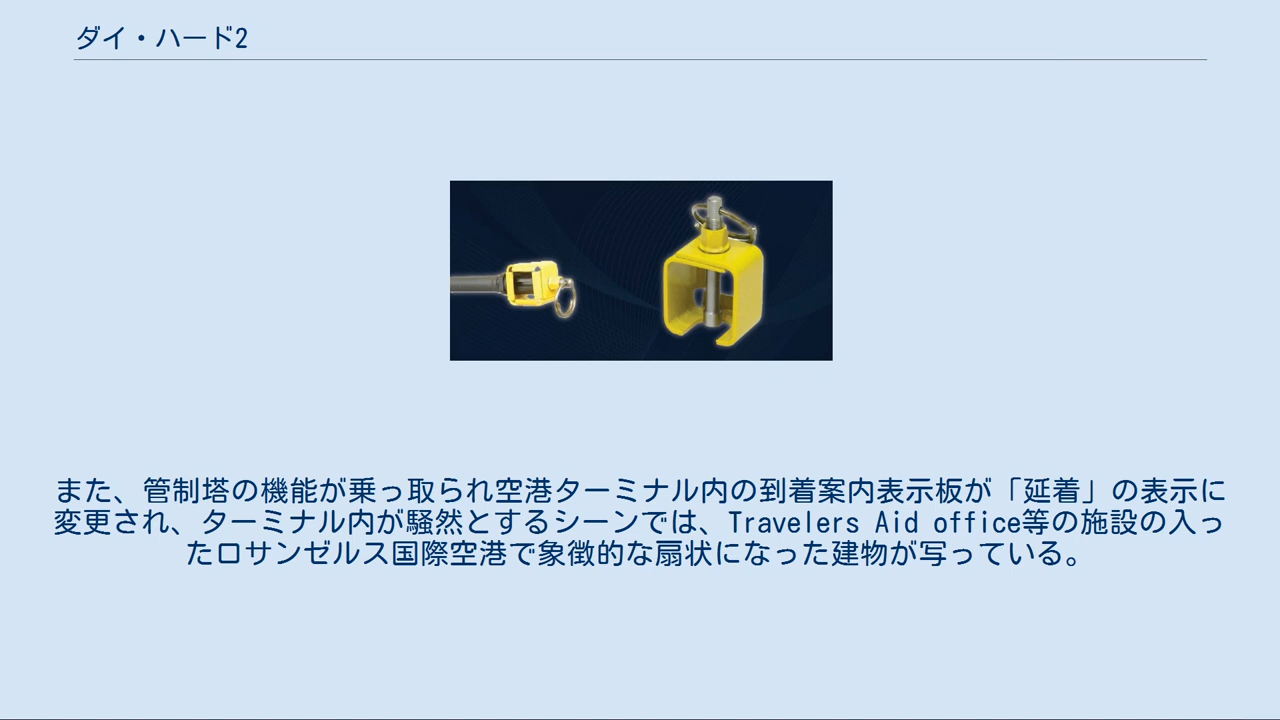 ダイ・ハード2
また、管制塔の機能が乗っ取られ空港ターミナル内の到着案内表示板が「延着」の表示に
変更され、ターミナル内が騒然とするシーンでは、Travelers Aid office等の施設の入っ
たロサンゼルス国際空港で象徴的な扇状になった建物が写っている。